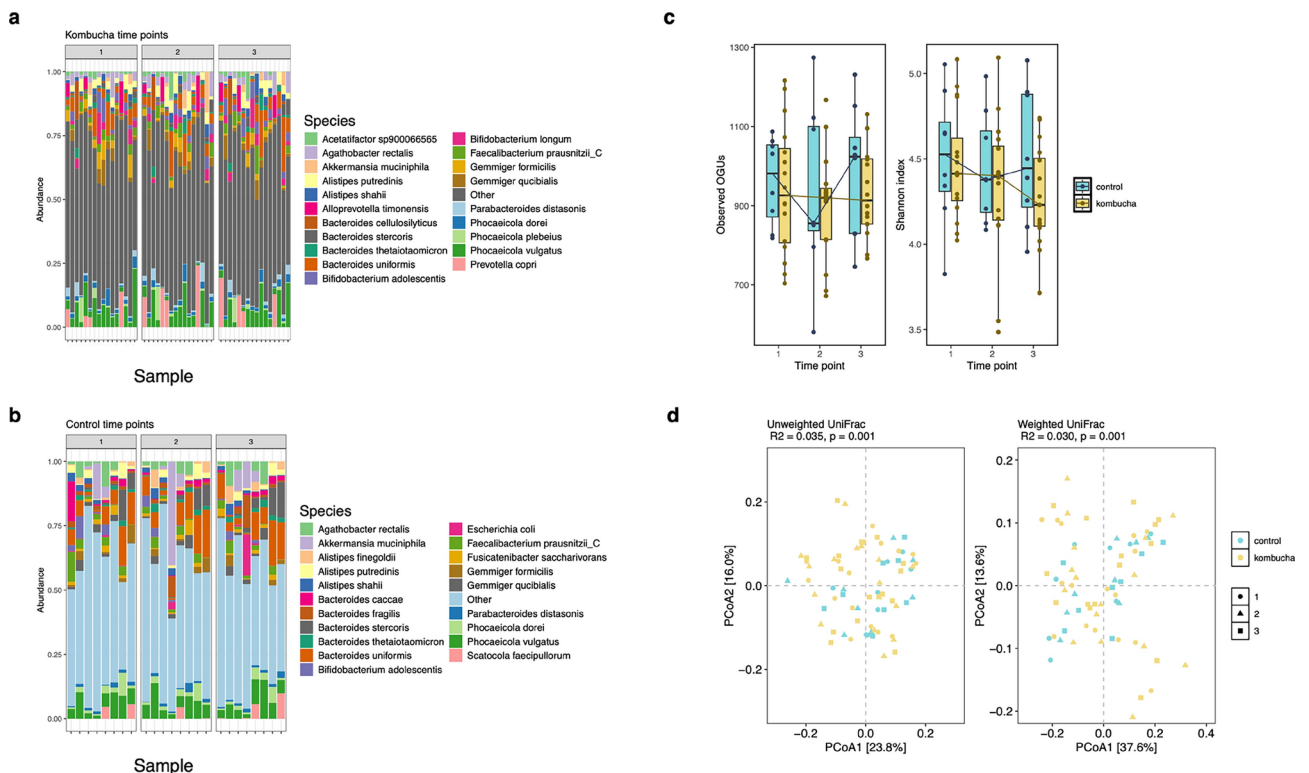 a
Kombucha time points
1 2 3
1.00
0.75
0.50
0.25
0.00
Abundance
Sample
Species
Acetatifactor sp900066565
Agathobacter rectalis
Akkermansia muciniphila
Alistipes putredinis
Alistipes shahii
Alloprevotella timonensis
Bacteroides cellulosilyticus
Bacteroides stercoris
Bacteroides thetaiotaomicron
Bacteroides uniformis
Bifidobacterium adolescentis
Bifidobacterium longum
Faecalibacterium prausnitzii_C
Gemmiger formicilis
Gemmiger qucibialis
Other
Parabacteroides distasonis
Phocaeicola dorei
Phocaeicola plebeius
Phocaeicola vulgatus
Prevotella copri
b
Control time points
1 2 3
1.00
0.75
0.50
0.25
0.00
Abundance
Sample
Species
Agathobacter rectalis
Akkermansia muciniphila
Alistipes finegoldii
Alistipes putredinis
Alistipes shahii
Bacteroides caccae
Bacteroides fragilis
Bacteroides stercoris
Bacteroides thetaiotaomicron
Bacteroides uniformis
Bifidobacterium adolescentis
Escherichia coli
Faecalibacterium prausnitzii_C
Fusicatenibacter saccharivorans
Gemmiger formicilis
Gemmiger qucibialis
Other
Parabacteroides distasonis
Phocaeicola dorei
Phocaeicola vulgatus
Scatocola faecipullorum
c
1300
1100
900
700
Observed OGUs
1 2 3
Time point
5.0
4.5
4.0
3.5
Shannon index
1 2 3
Time point
control
kombucha
d
Unweighted UniFrac
R2 = 0.035, p = 0.001
0.2
0.0
−0.2
PCoA2 [16.0%]
−0.2 0.0 0.2
PCoA1 [23.8%]
Weighted UniFrac
R2 = 0.030, p = 0.001
0.2
0.1
0.0
−0.1
−0.2
PCoA2 [13.6%]
−0.2 0.0 0.2 0.4
PCoA1 [37.6%]
control
kombucha
1
2
3